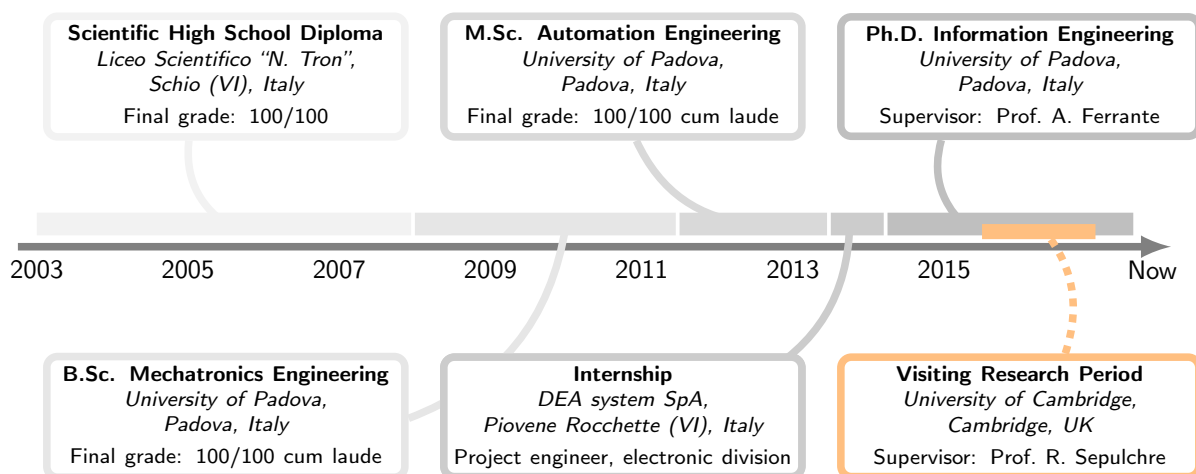 Scientific High School Diploma
Liceo Scientifico “N. Tron”,
Schio (VI), Italy
Final grade: 100/100
M.Sc. Automation Engineering
University of Padova,
Padova, Italy
Final grade: 100/100 cum laude
Ph.D. Information Engineering
University of Padova,
Padova, Italy
Supervisor: Prof. A. Ferrante
2003 2005 2007 2009 2011 2013 2015 Now
B.Sc. Mechatronics Engineering
University of Padova,
Padova, Italy
Final grade: 100/100 cum laude
Internship
DEA system SpA,
Piovene Rocchette (VI), Italy
Project engineer, electronic division
Visiting Research Period
University of Cambridge,
Cambridge, UK
Supervisor: Prof. R. Sepulchre